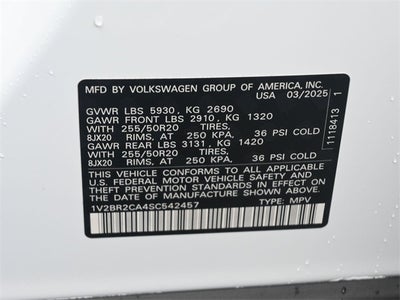 MFD BY VOLKSWAGEN GROUP OF AMERICA, INC.
USA 03/2025
GVWR LBS 5930, KG 2690
GAWR FRONT LBS 2910, KG 1320
WITH 255/50R20 TIRES,
8JX20 RIMS, AT 250 KPA, 36 PSI COLD
GAWR REAR LBS 3131, KG 1420
WITH 255/50R20 TIRES,
8JX20 RIMS, AT 250 KPA, 36 PSI COLD
THIS VEHICLE CONFORMS TO ALL APPLICABLE
FEDERAL MOTOR VEHICLE SAFETY AND
THEFT PREVENTION STANDARDS IN EFFECT ON
THE DATE OF MANUFACTURE SHOWN ABOVE.
1V2BR2CA4SC542457 TYPE: MPV
1118413 1